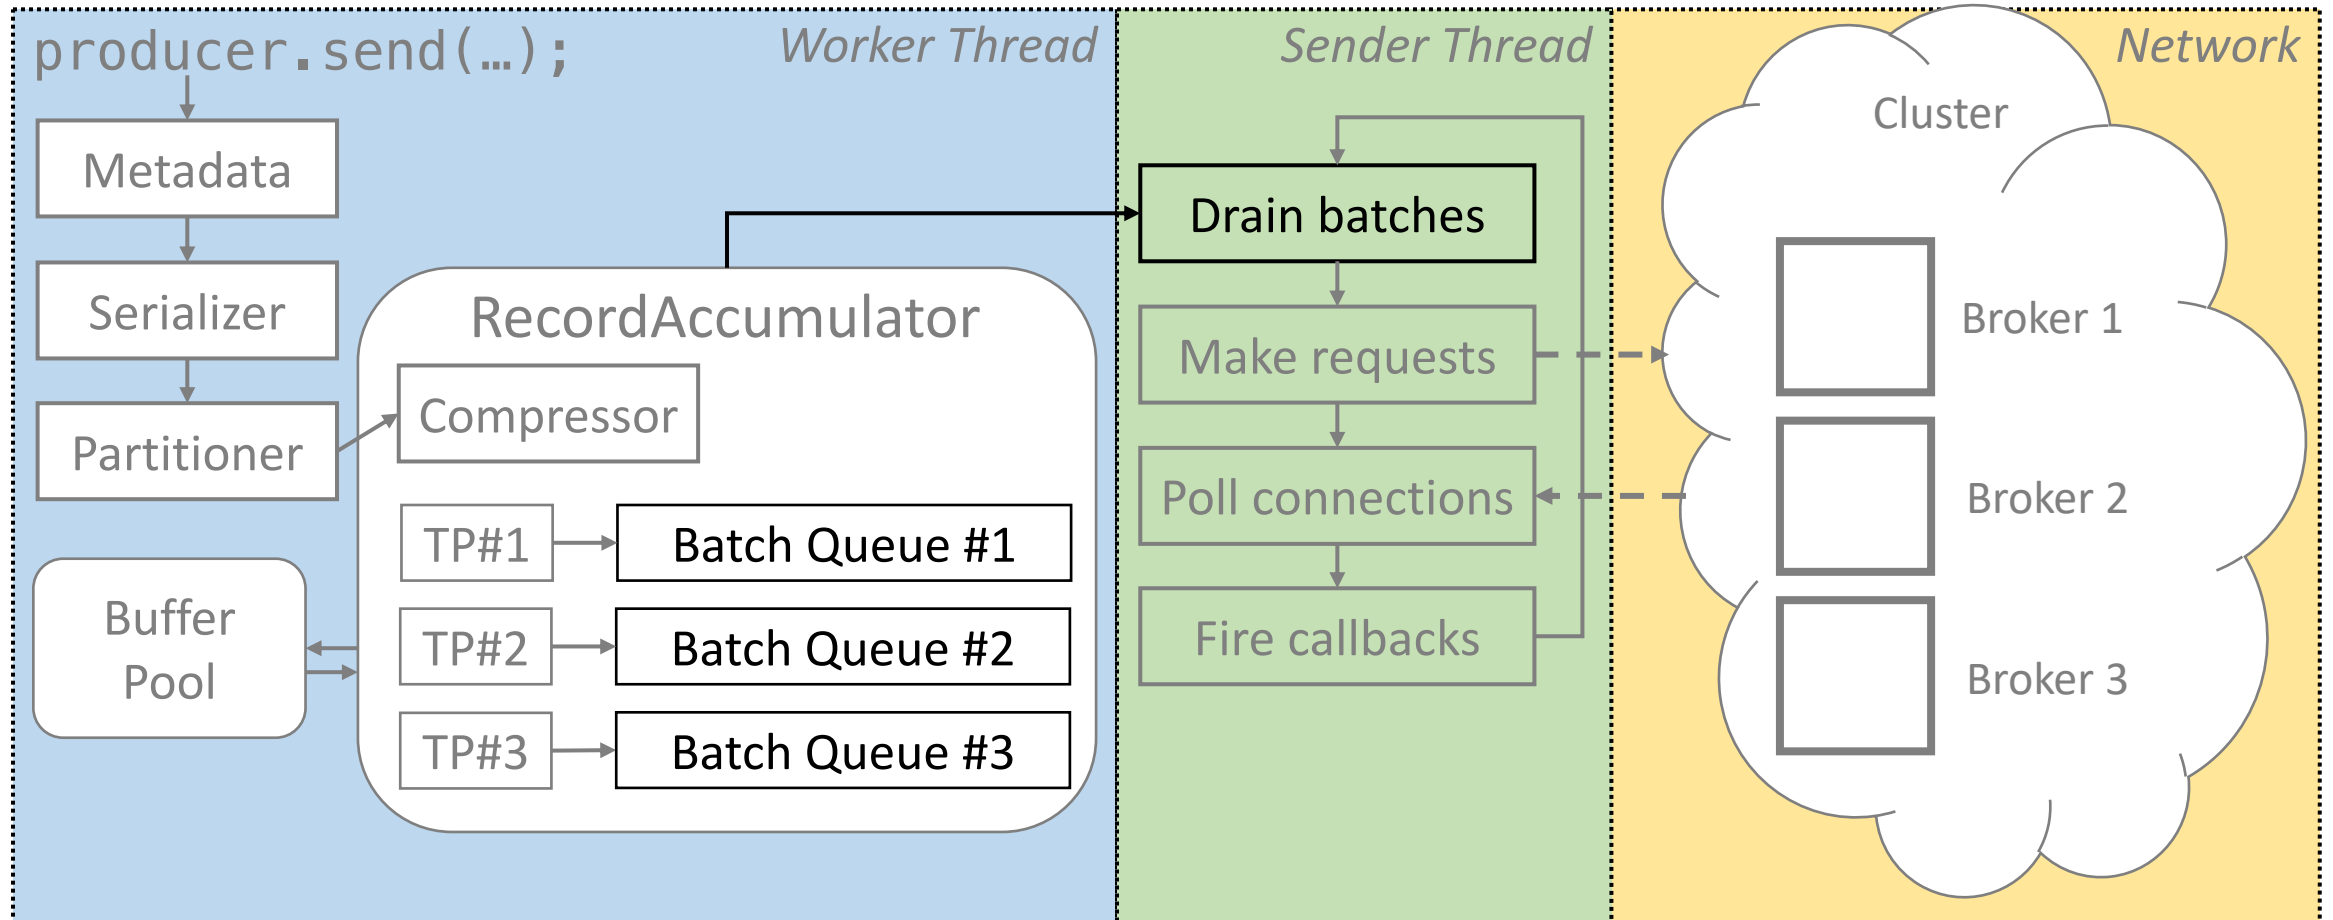 producer.send(…);
Worker Thread
Metadata
Serializer
Partitioner
Buffer
Pool
RecordAccumulator
Compressor
TP#1
Batch Queue #1
TP#2
Batch Queue #2
TP#3
Batch Queue #3
Sender Thread
Drain batches
Make requests
Poll connections
Fire callbacks
Network
Cluster
Broker 1
Broker 2
Broker 3